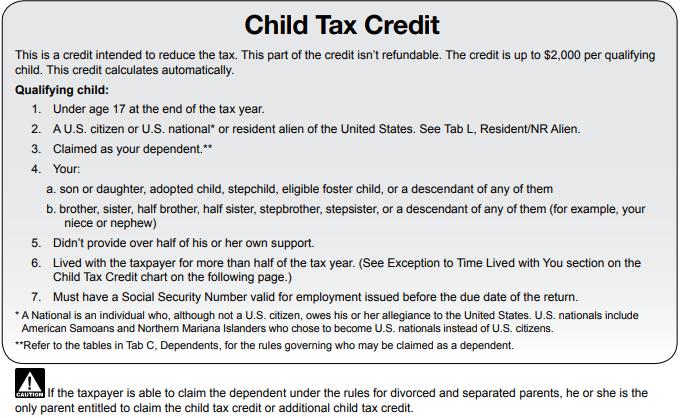 Child Tax Credit
This is a credit intended to reduce the tax. This part of the credit isn't refundable. The credit is up to $2,000 per qualifying
child. This credit calculates automatically.
Qualifying child:
1. Under age 17 at the end of the tax year.
2. A U.S. citizen or U.S. national* or resident alien of the United States. See Tab L, Resident/NR Alien.
3. Claimed as your dependent.**
4. Your:
a. son or daughter, adopted child, stepchild, eligible foster child, or a descendant of any of them
b. brother, sister, half brother, half sister, stepbrother, stepsister, or a descendant of any of them (for example, your
niece or nephew)
5. Didn't provide over half of his or her own support.
6. Lived with the taxpayer for more than half of the tax year. (See Exception to Time Lived with You section on the
Child Tax Credit chart on the following page.)
7. Must have a Social Security Number valid for employment issued before the due date of the return.
* A National is an individual who, although not a U.S. citizen, owes his or her allegiance to the United States. U.S. nationals include
American Samoans and Northern Mariana Islanders who chose to become U.S. nationals instead of U.S. citizens.
**Refer to the tables in Tab C, Dependents, for the rules governing who may be claimed as a dependent.
CAUTION If the taxpayer is able to claim the dependent under the rules for divorced and separated parents, he or she is the
only parent entitled to claim the child tax credit or additional child tax credit.